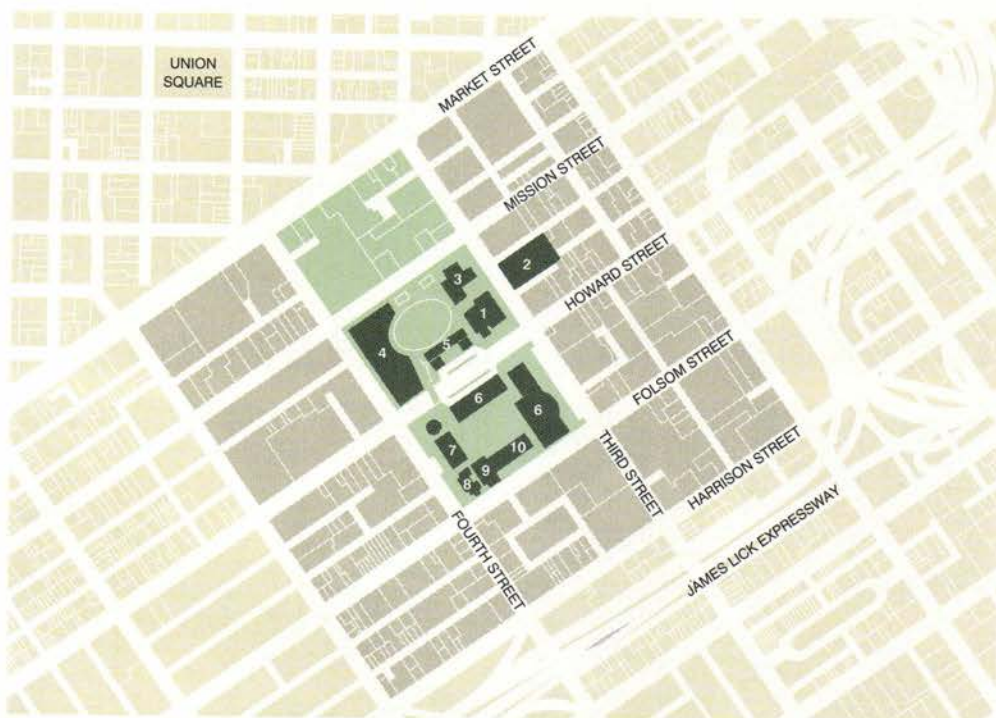 UNION
SQUARE
MARKET STREET
MISSION STREET
HOWARD STREET
FOLSOM STREET
HARRISON STREET
THIRD STREET
FOURTH STREET
JAMES LICK EXPRESSWAY
3
2
1
4
5
6
6
7
10
9
8